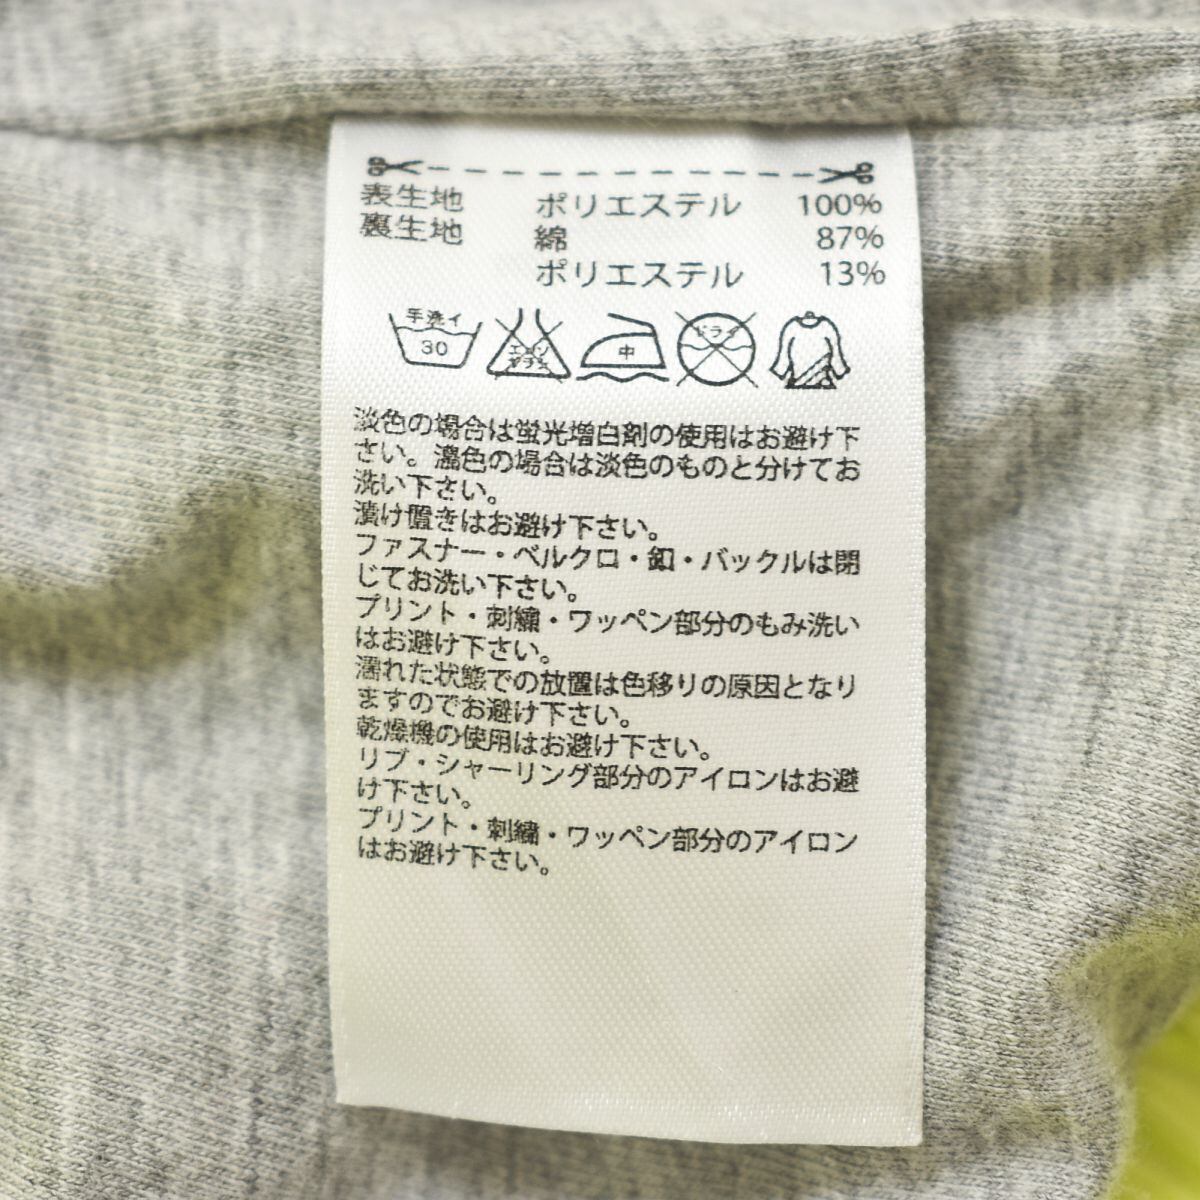 表生地 ポリエステル 100%
裏生地 綿 87%
ポリエステル 13%
手洗イ 30 エンソサラシ 中 ドライ
淡色の場合は蛍光増白剤の使用はお避け下
さい。濃色の場合は淡色のものと分けてお
洗い下さい。
漬け置きはお避け下さい。
ファスナー・ベルクロ・釦・バックルは閉
じてお洗い下さい。
プリント・刺繍・ワッペン部分のもみ洗い
はお避け下さい。
濡れた状態での放置は色移りの原因となり
ますのでお避け下さい。
乾燥機の使用はお避け下さい。
リブ・シャーリング部分のアイロンはお避
け下さい。
プリント・刺繍・ワッペン部分のアイロン
はお避け下さい。